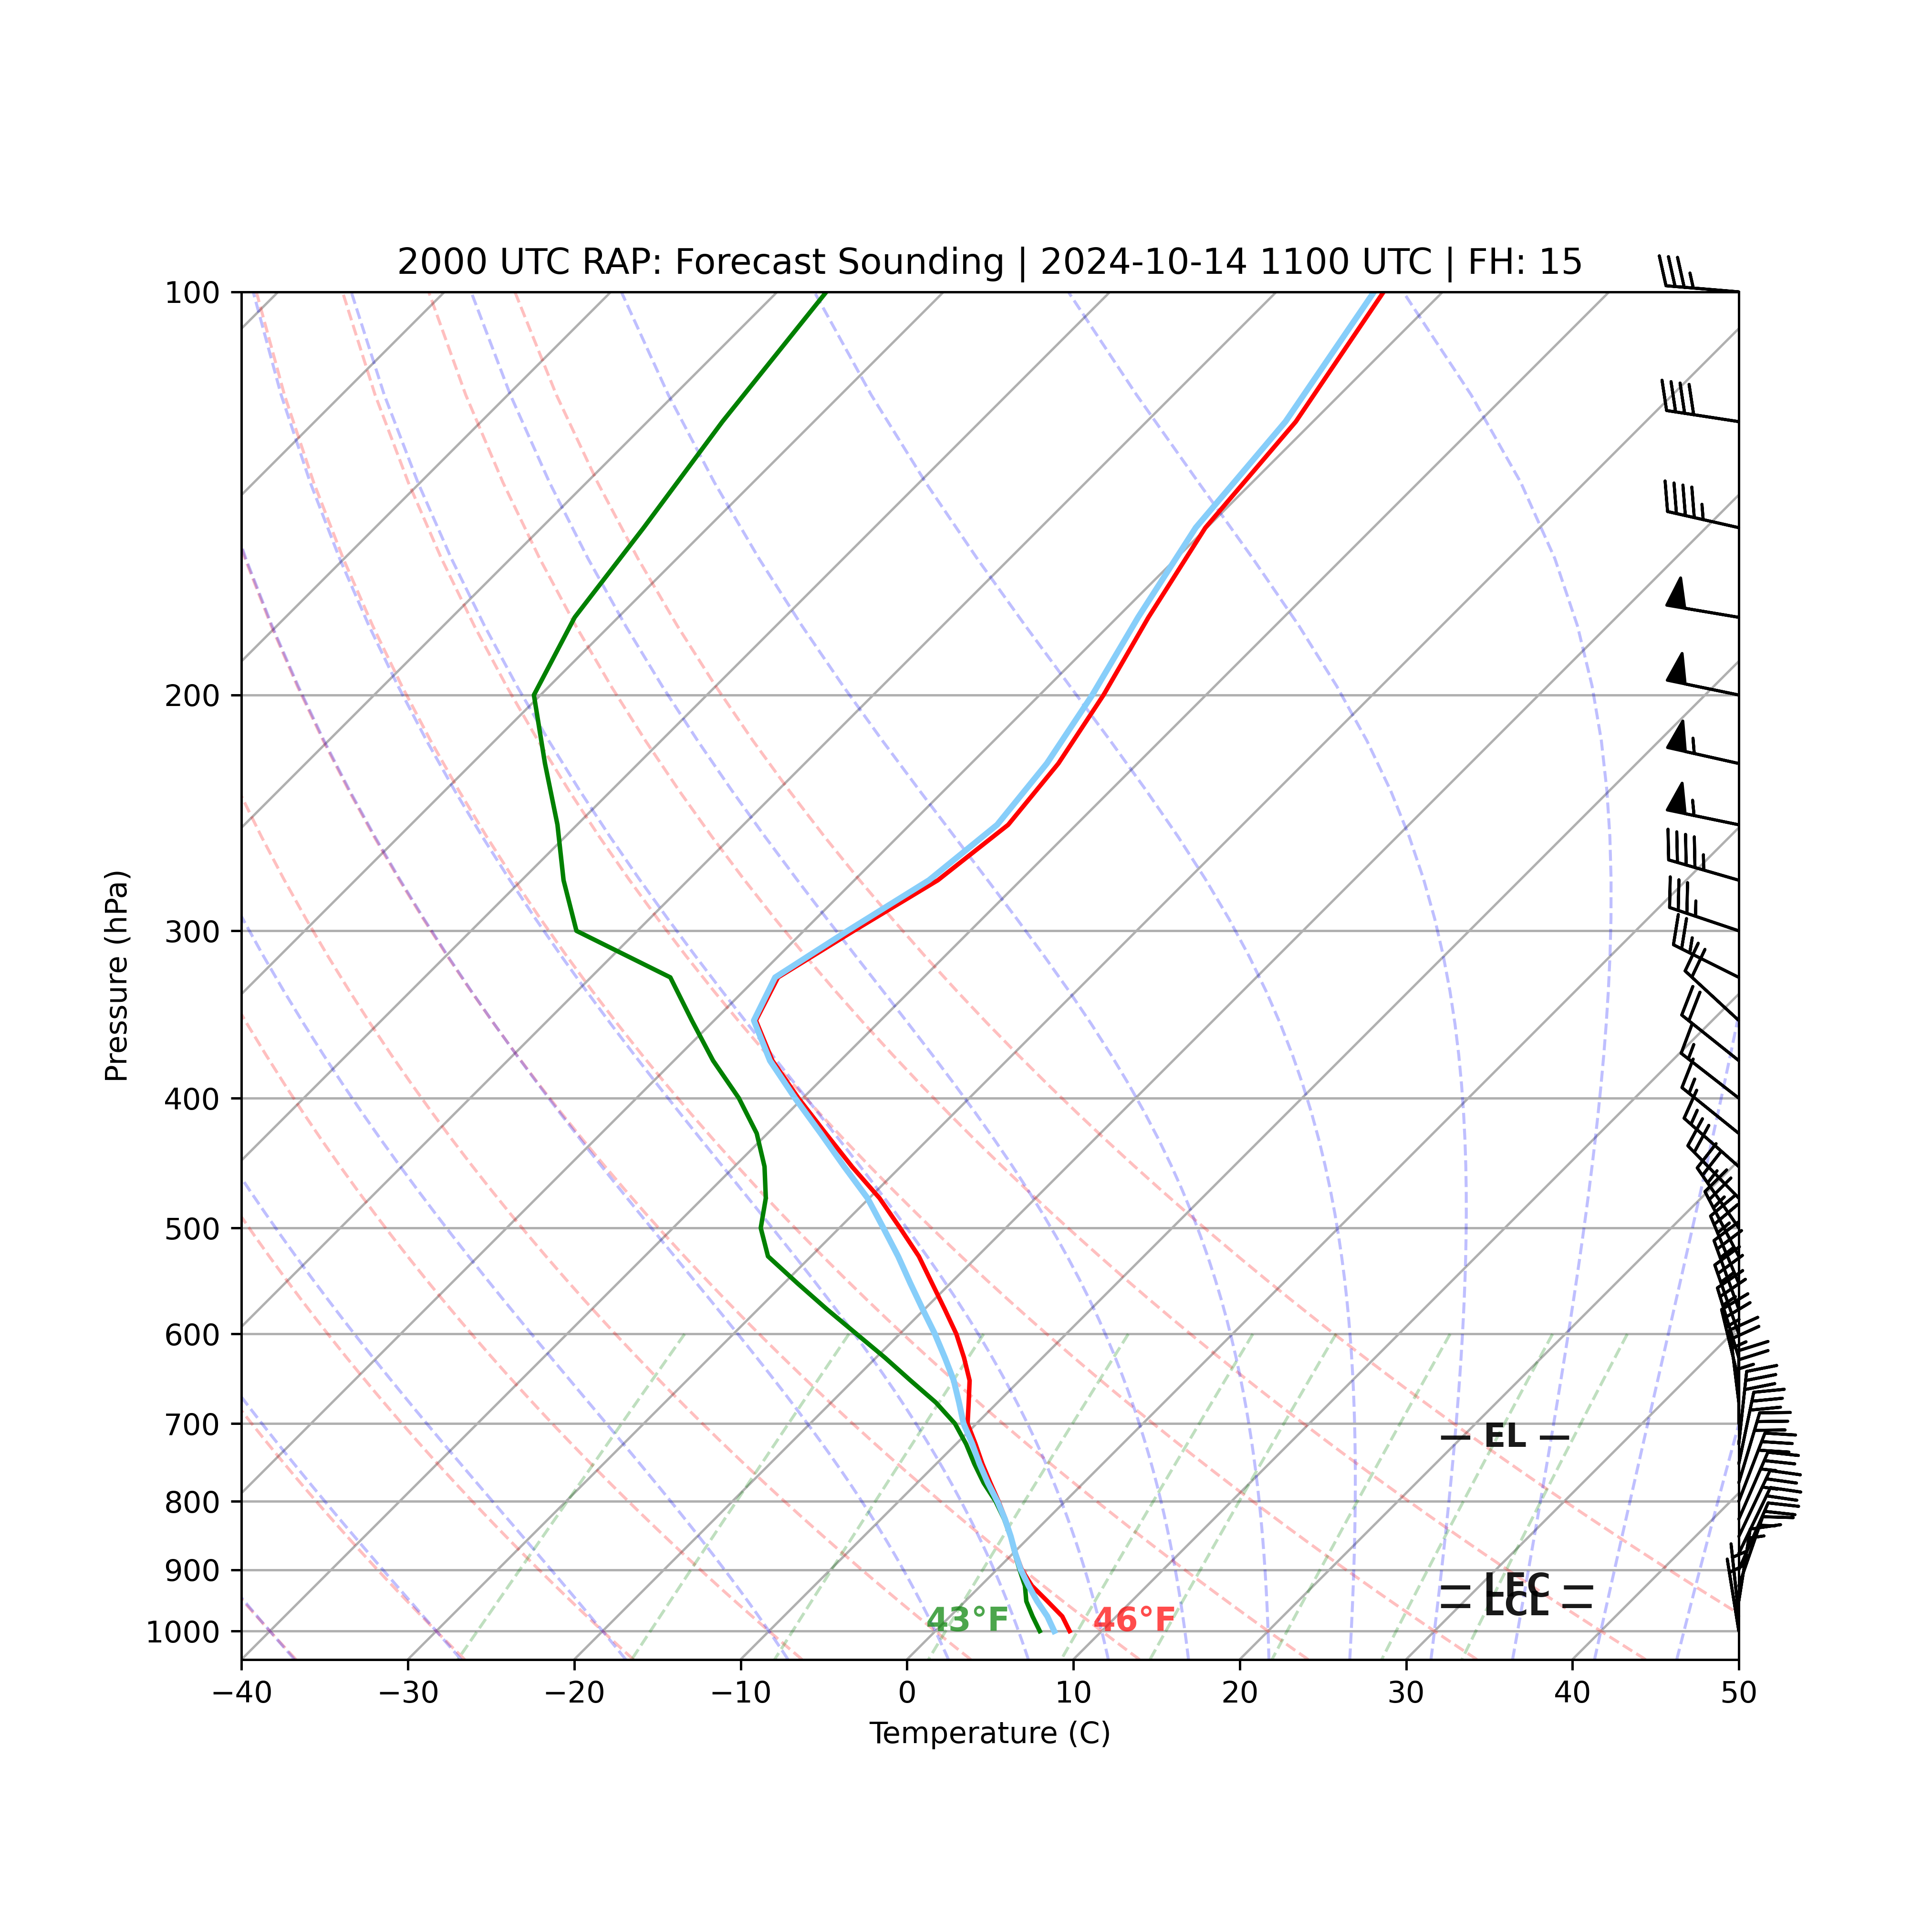 2000 UTC RAP: Forecast Sounding | 2024-10-14 1100 UTC | FH: 15
100
200
300
400
500
600
700
800
900
1000
Pressure (hPa)
— EL —
— LFC —
— LCL —
43°F
46°F
−40
−30
−20
−10
0
10
20
30
40
50
Temperature (C)